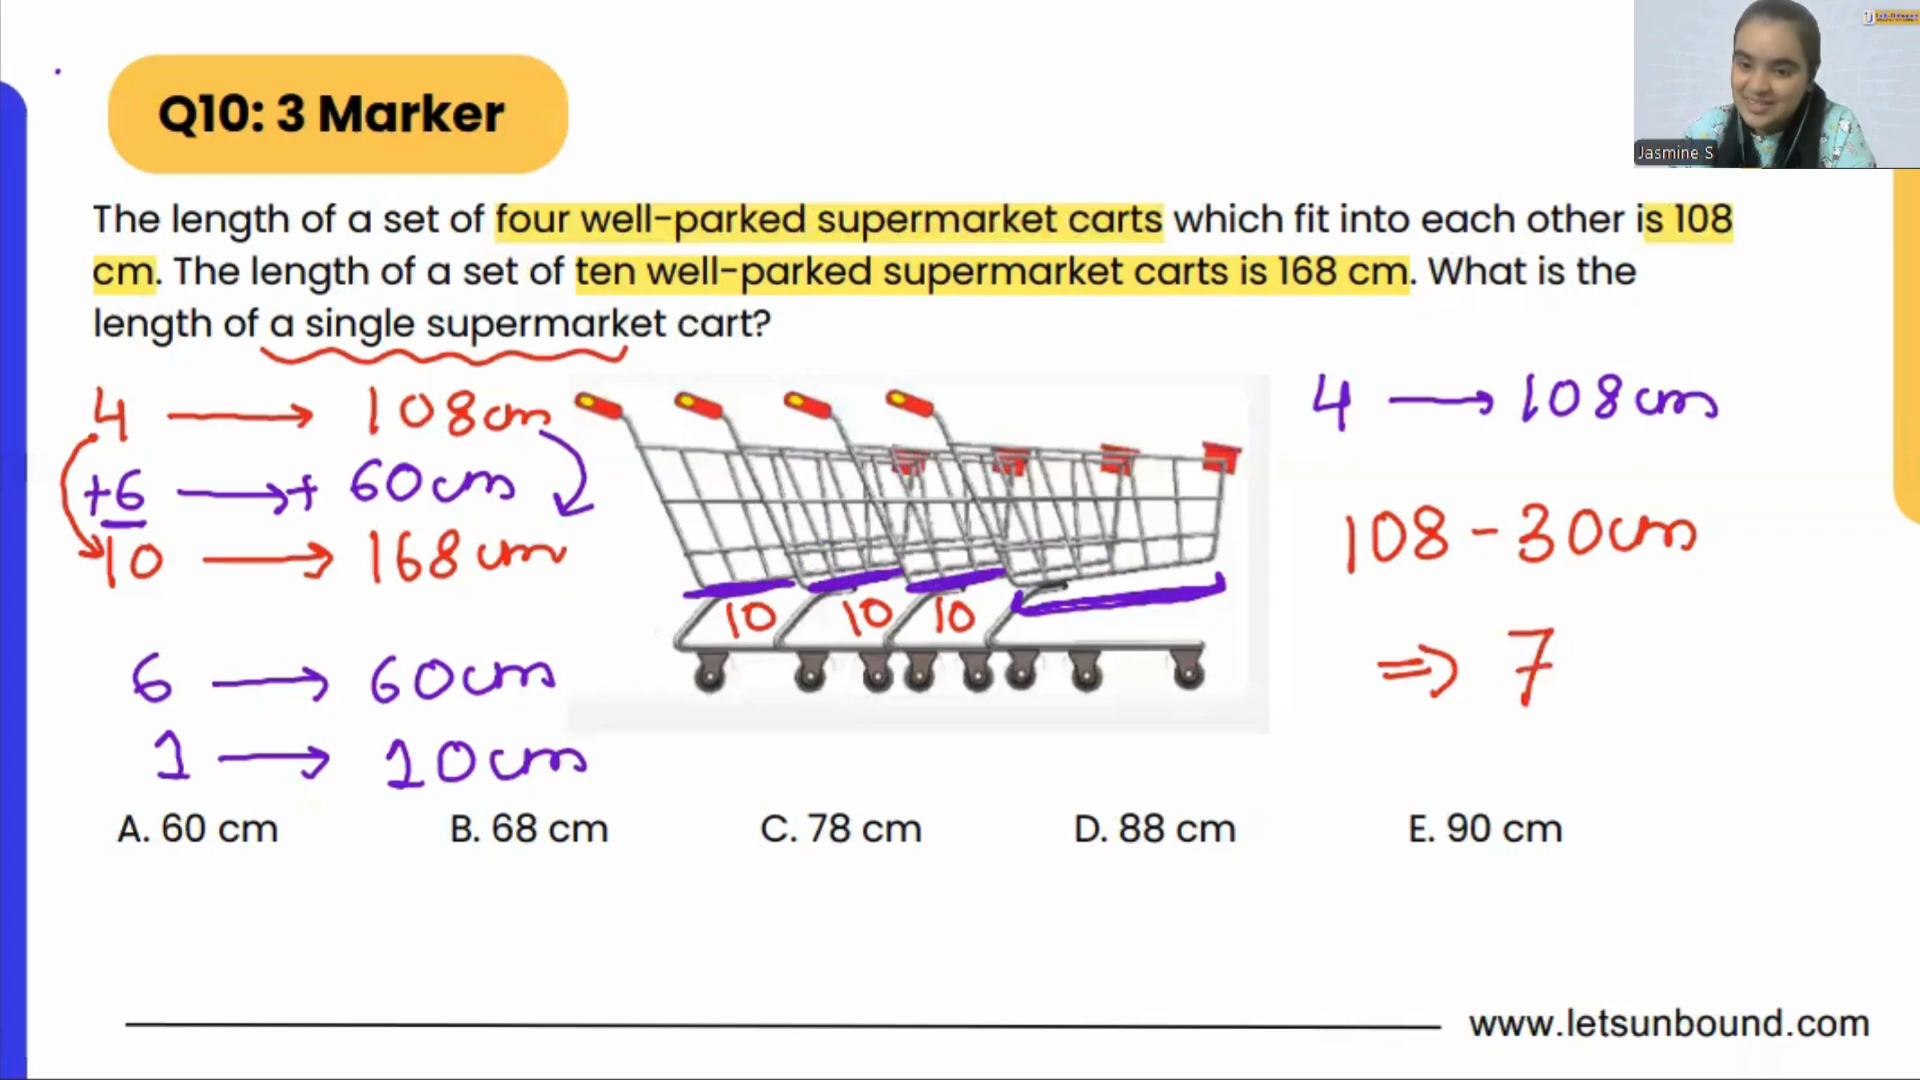 Q10: 3 Marker
Jasmine S
The length of a set of four well-parked supermarket carts which fit into each other is 108
cm. The length of a set of ten well-parked supermarket carts is 168 cm. What is the
length of a single supermarket cart?
4 → 108cm
+6 → + 60cm
10 → 168cm
6 → 60cm
1 → 10cm
10 10 10
4 → 108cm
108 - 30cm
⇒ 7
A. 60 cm B. 68 cm C. 78 cm D. 88 cm E. 90 cm
www.letsunbound.com